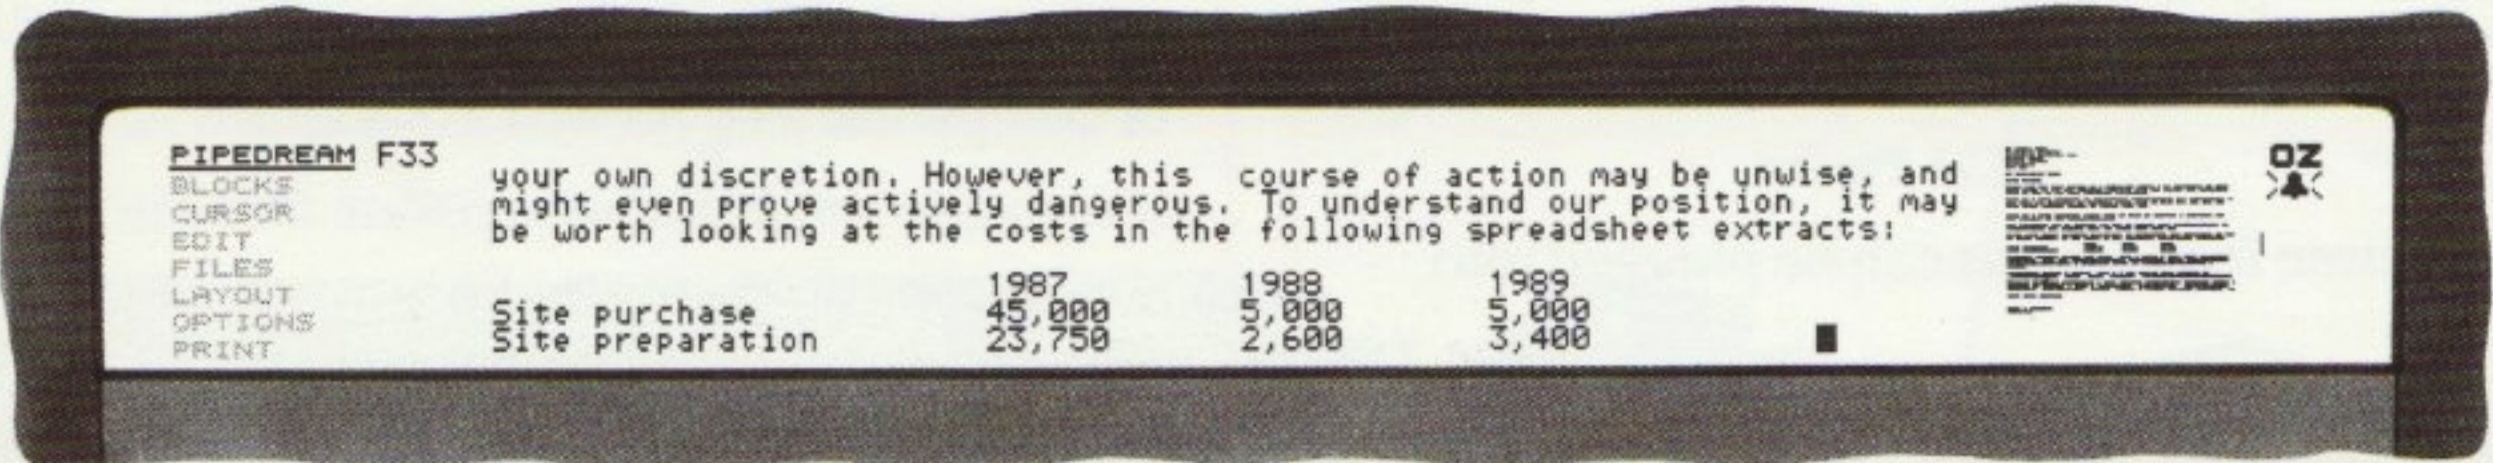 PIPEDREAM F33
BLOCKS
CURSOR
EDIT
FILES
LAYOUT
OPTIONS
PRINT
your own discretion. However, this  course of action may be unwise, and
might even prove actively dangerous. To understand our position, it may
be worth looking at the costs in the following spreadsheet extracts:
1987 1988 1989
Site purchase 45,000 5,000 5,000
Site preparation 23,750 2,600 3,400
OZ